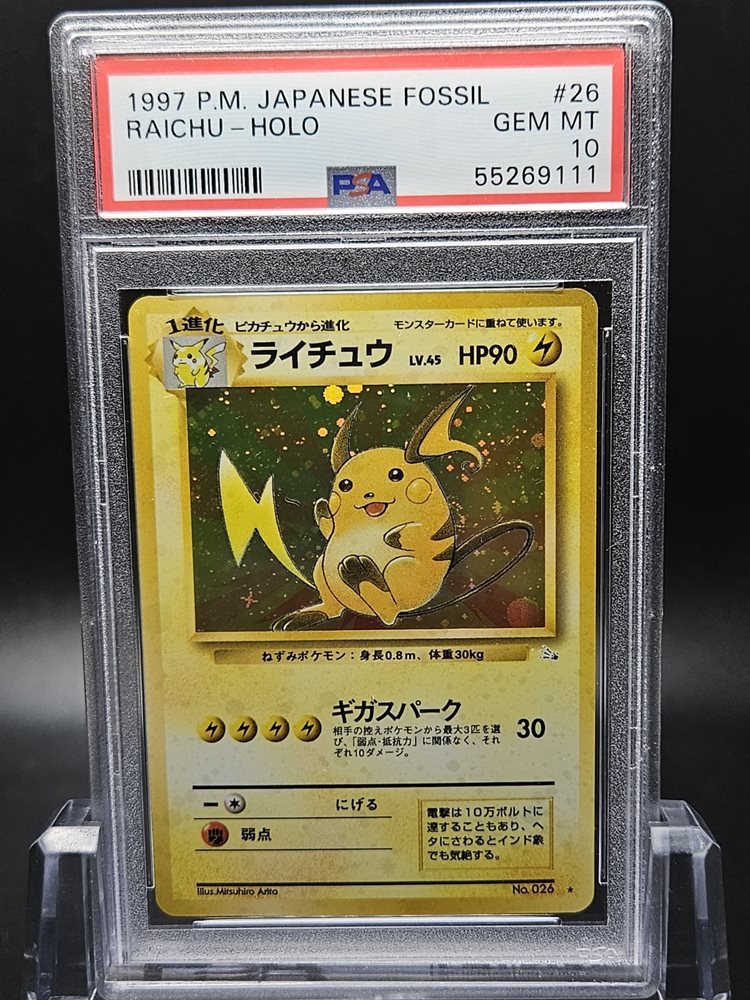 1997 P.M. JAPANESE FOSSIL #26
RAICHU - HOLO GEM MT
10
PSA 55269111
1進化 ピカチュウから進化 モンスターカードに重ねて使います。
ライチュウ LV.45 HP90
ねずみポケモン：身長0.8m、体重30kg
ギガスパーク 30
相手の控えポケモンから最大3匹を選
び、「弱点・抵抗力」に関係なく、それ
ぞれ10ダメージ。
にげる
弱点
電撃は10万ボルトに
達することもあり、ヘ
タにさわるとインド象
でも気絶する。
Illus.Mitsuhiro Arita No.026 ★